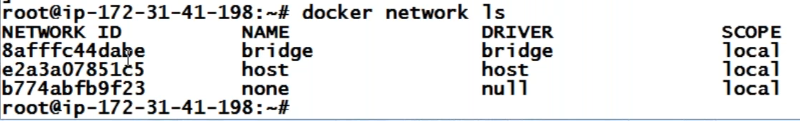 root@ip-172-31-41-198:~# docker network ls
NETWORK ID NAME DRIVER SCOPE
8afffc44dabe bridge bridge local
e2a3a07851c5 host host local
b774abfb9f23 none null local
root@ip-172-31-41-198:~#